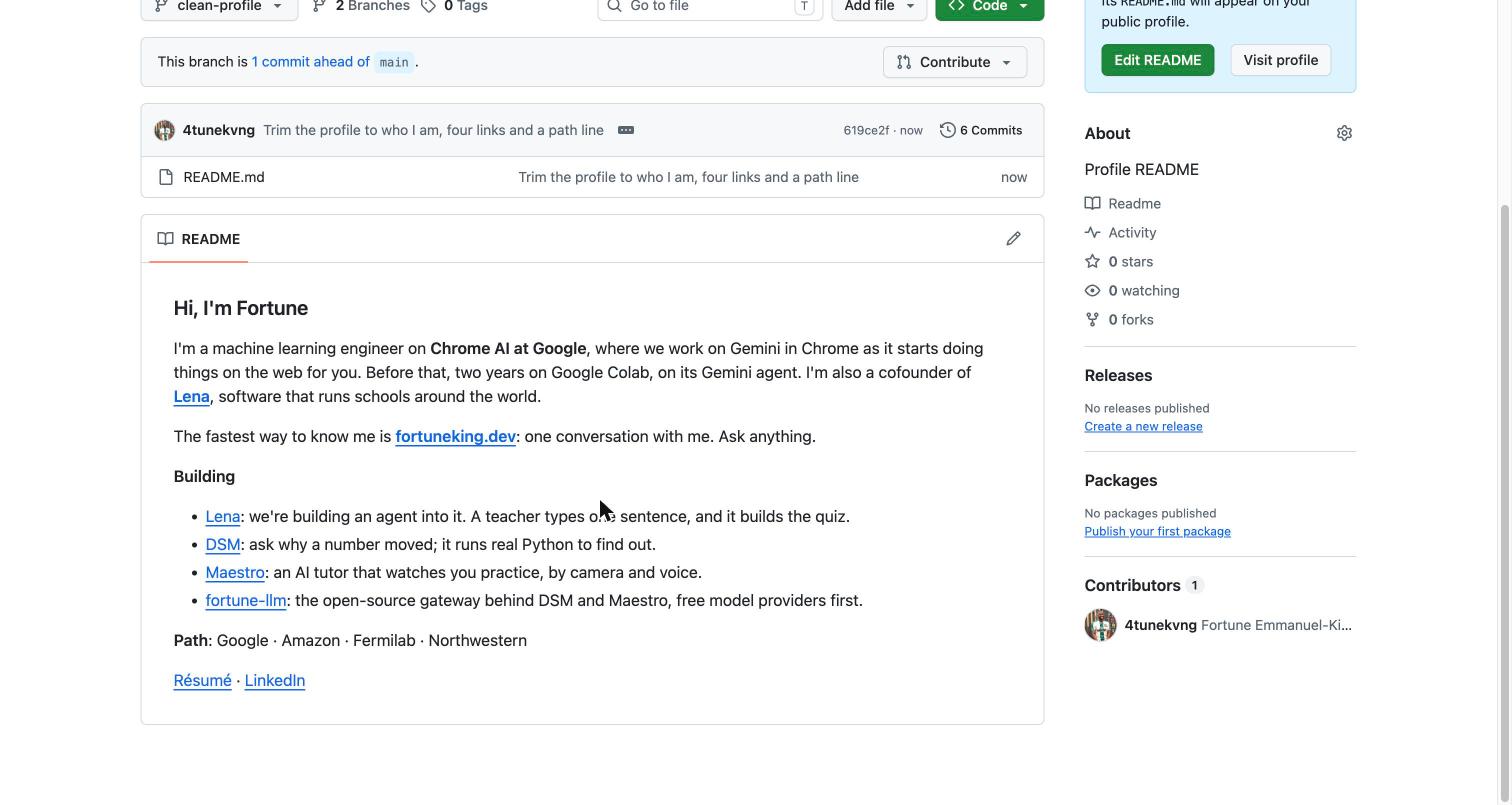 clean-profile
2 Branches
0 Tags
Go to file
T
Add file
Code
This branch is 1 commit ahead of main .
Contribute
4tunekvng Trim the profile to who I am, four links and a path line
619ce2f · now
6 Commits
README.md
Trim the profile to who I am, four links and a path line
now
README
Hi, I'm Fortune
I'm a machine learning engineer on Chrome AI at Google, where we work on Gemini in Chrome as it starts doing
things on the web for you. Before that, two years on Google Colab, on its Gemini agent. I'm also a cofounder of
Lena, software that runs schools around the world.
The fastest way to know me is fortuneking.dev: one conversation with me. Ask anything.
Building
• Lena: we're building an agent into it. A teacher types one sentence, and it builds the quiz.
• DSM: ask why a number moved; it runs real Python to find out.
• Maestro: an AI tutor that watches you practice, by camera and voice.
• fortune-llm: the open-source gateway behind DSM and Maestro, free model providers first.
Path: Google · Amazon · Fermilab · Northwestern
Résumé · LinkedIn
its README.md will appear on your
public profile.
Edit README
Visit profile
About
Profile README
Readme
Activity
0 stars
0 watching
0 forks
Releases
No releases published
Create a new release
Packages
No packages published
Publish your first package
Contributors 1
4tunekvng Fortune Emmanuel-Ki...